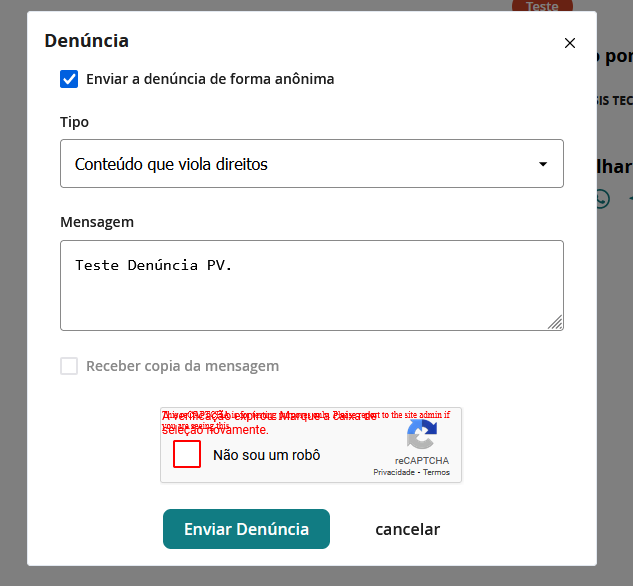 Teste
Denúncia
Enviar a denúncia de forma anônima
Tipo
Conteúdo que viola direitos
Mensagem
Teste Denúncia PV.
Receber copia da mensagem
A verificação expirou. Marque a caixa de
seleção novamente.
This reCAPTCHA is for testing purposes only. Please report to the site admin if
you are seeing this.
Não sou um robô
reCAPTCHA
Privacidade - Termos
Enviar Denúncia
cancelar
o por
SIS TEC
lhar